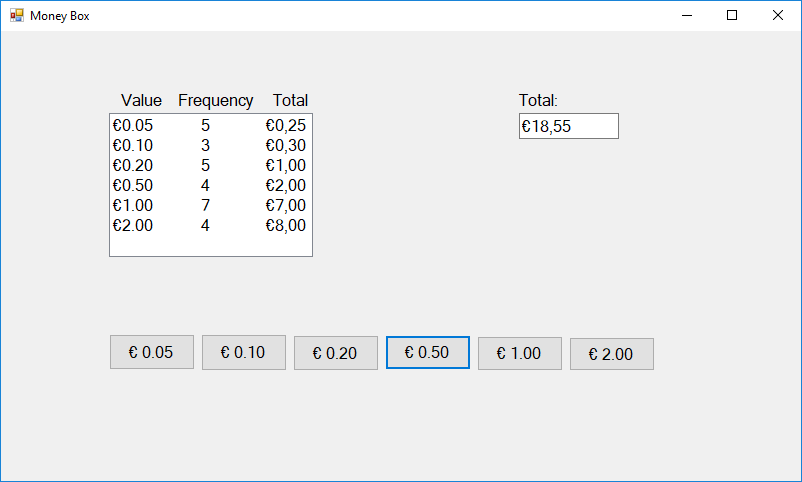 Money Box
Value Frequency Total
€0.05 5 €0,25
€0.10 3 €0,30
€0.20 5 €1,00
€0.50 4 €2,00
€1.00 7 €7,00
€2.00 4 €8,00
Total:
€18,55
€ 0.05 € 0.10 € 0.20 € 0.50 € 1.00 € 2.00